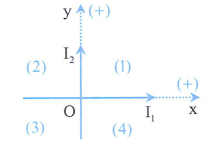 y (+)
I₂
(2) (1)
(+)
O I₁ x
(3) (4)